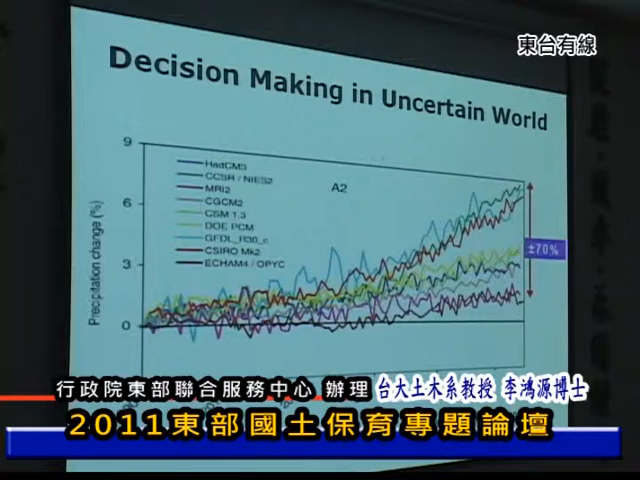 東台有線
Decision Making in Uncertain World
9
6
3
0
Precipitation change (%)
HadCM3
CCSR / NIES2
MRI2
CGCM2
CSM 1.3
DOE PCM
GFDL_R30_c
CSIRO Mk2
ECHAM4 / OPYC
A2
±70%
行政院東部聯合服務中心 辦理 台大土木系教授 李鴻源博士
2011東部國土保育專題論壇